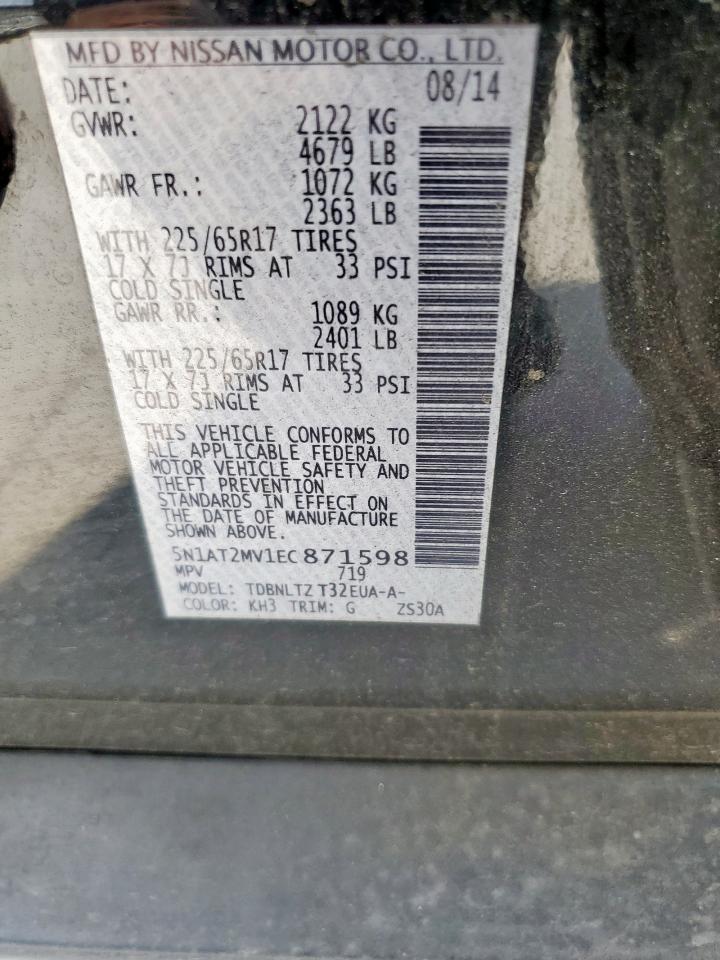 MFD BY NISSAN MOTOR CO., LTD.
DATE: 08/14
GVWR: 2122 KG
4679 LB
GAWR FR.: 1072 KG
2363 LB
WITH 225/65R17 TIRES
17 X 7J RIMS AT 33 PSI
COLD SINGLE
GAWR RR.: 1089 KG
2401 LB
WITH 225/65R17 TIRES
17 X 7J RIMS AT 33 PSI
COLD SINGLE
THIS VEHICLE CONFORMS TO
ALL APPLICABLE FEDERAL
MOTOR VEHICLE SAFETY AND
THEFT PREVENTION
STANDARDS IN EFFECT ON
THE DATE OF MANUFACTURE
SHOWN ABOVE.
5N1AT2MV1EC871598
MPV 719
MODEL: TDBNLTZ T32EUA-A-
COLOR: KH3 TRIM: G ZS30A